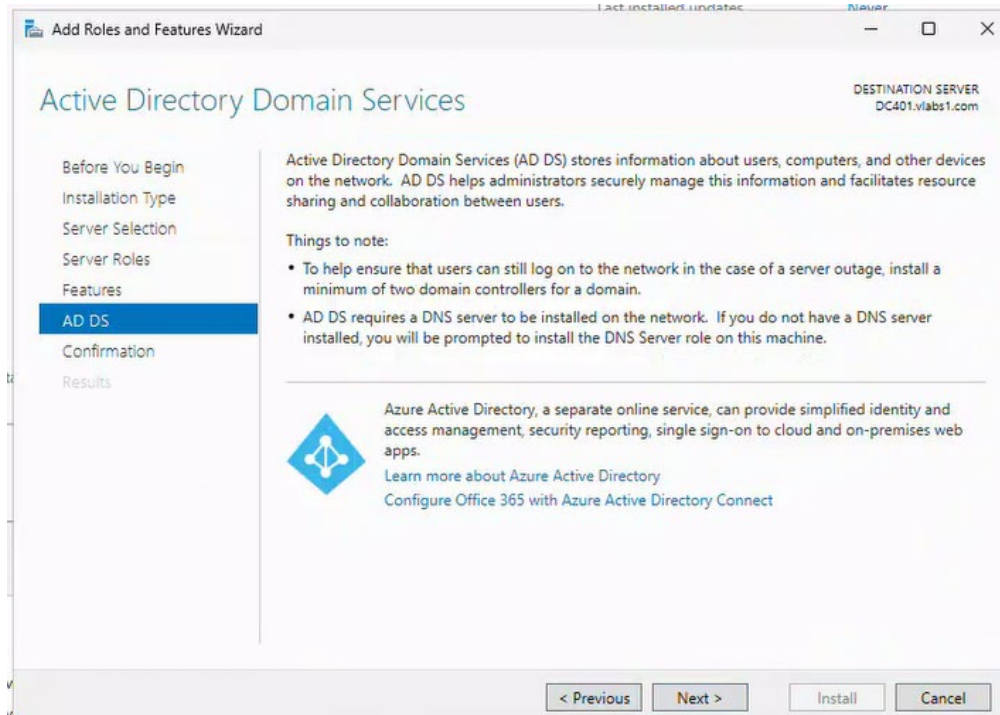 Last installed updates
Never
Add Roles and Features Wizard
Active Directory Domain Services
DESTINATION SERVER
DC401.vlabs1.com
Before You Begin
Installation Type
Server Selection
Server Roles
Features
AD DS
Confirmation
Results
Active Directory Domain Services (AD DS) stores information about users, computers, and other devices
on the network. AD DS helps administrators securely manage this information and facilitates resource
sharing and collaboration between users.
Things to note:
• To help ensure that users can still log on to the network in the case of a server outage, install a
minimum of two domain controllers for a domain.
• AD DS requires a DNS server to be installed on the network. If you do not have a DNS server
installed, you will be prompted to install the DNS Server role on this machine.
Azure Active Directory, a separate online service, can provide simplified identity and
access management, security reporting, single sign-on to cloud and on-premises web
apps.
Learn more about Azure Active Directory
Configure Office 365 with Azure Active Directory Connect
< Previous
Next >
Install
Cancel